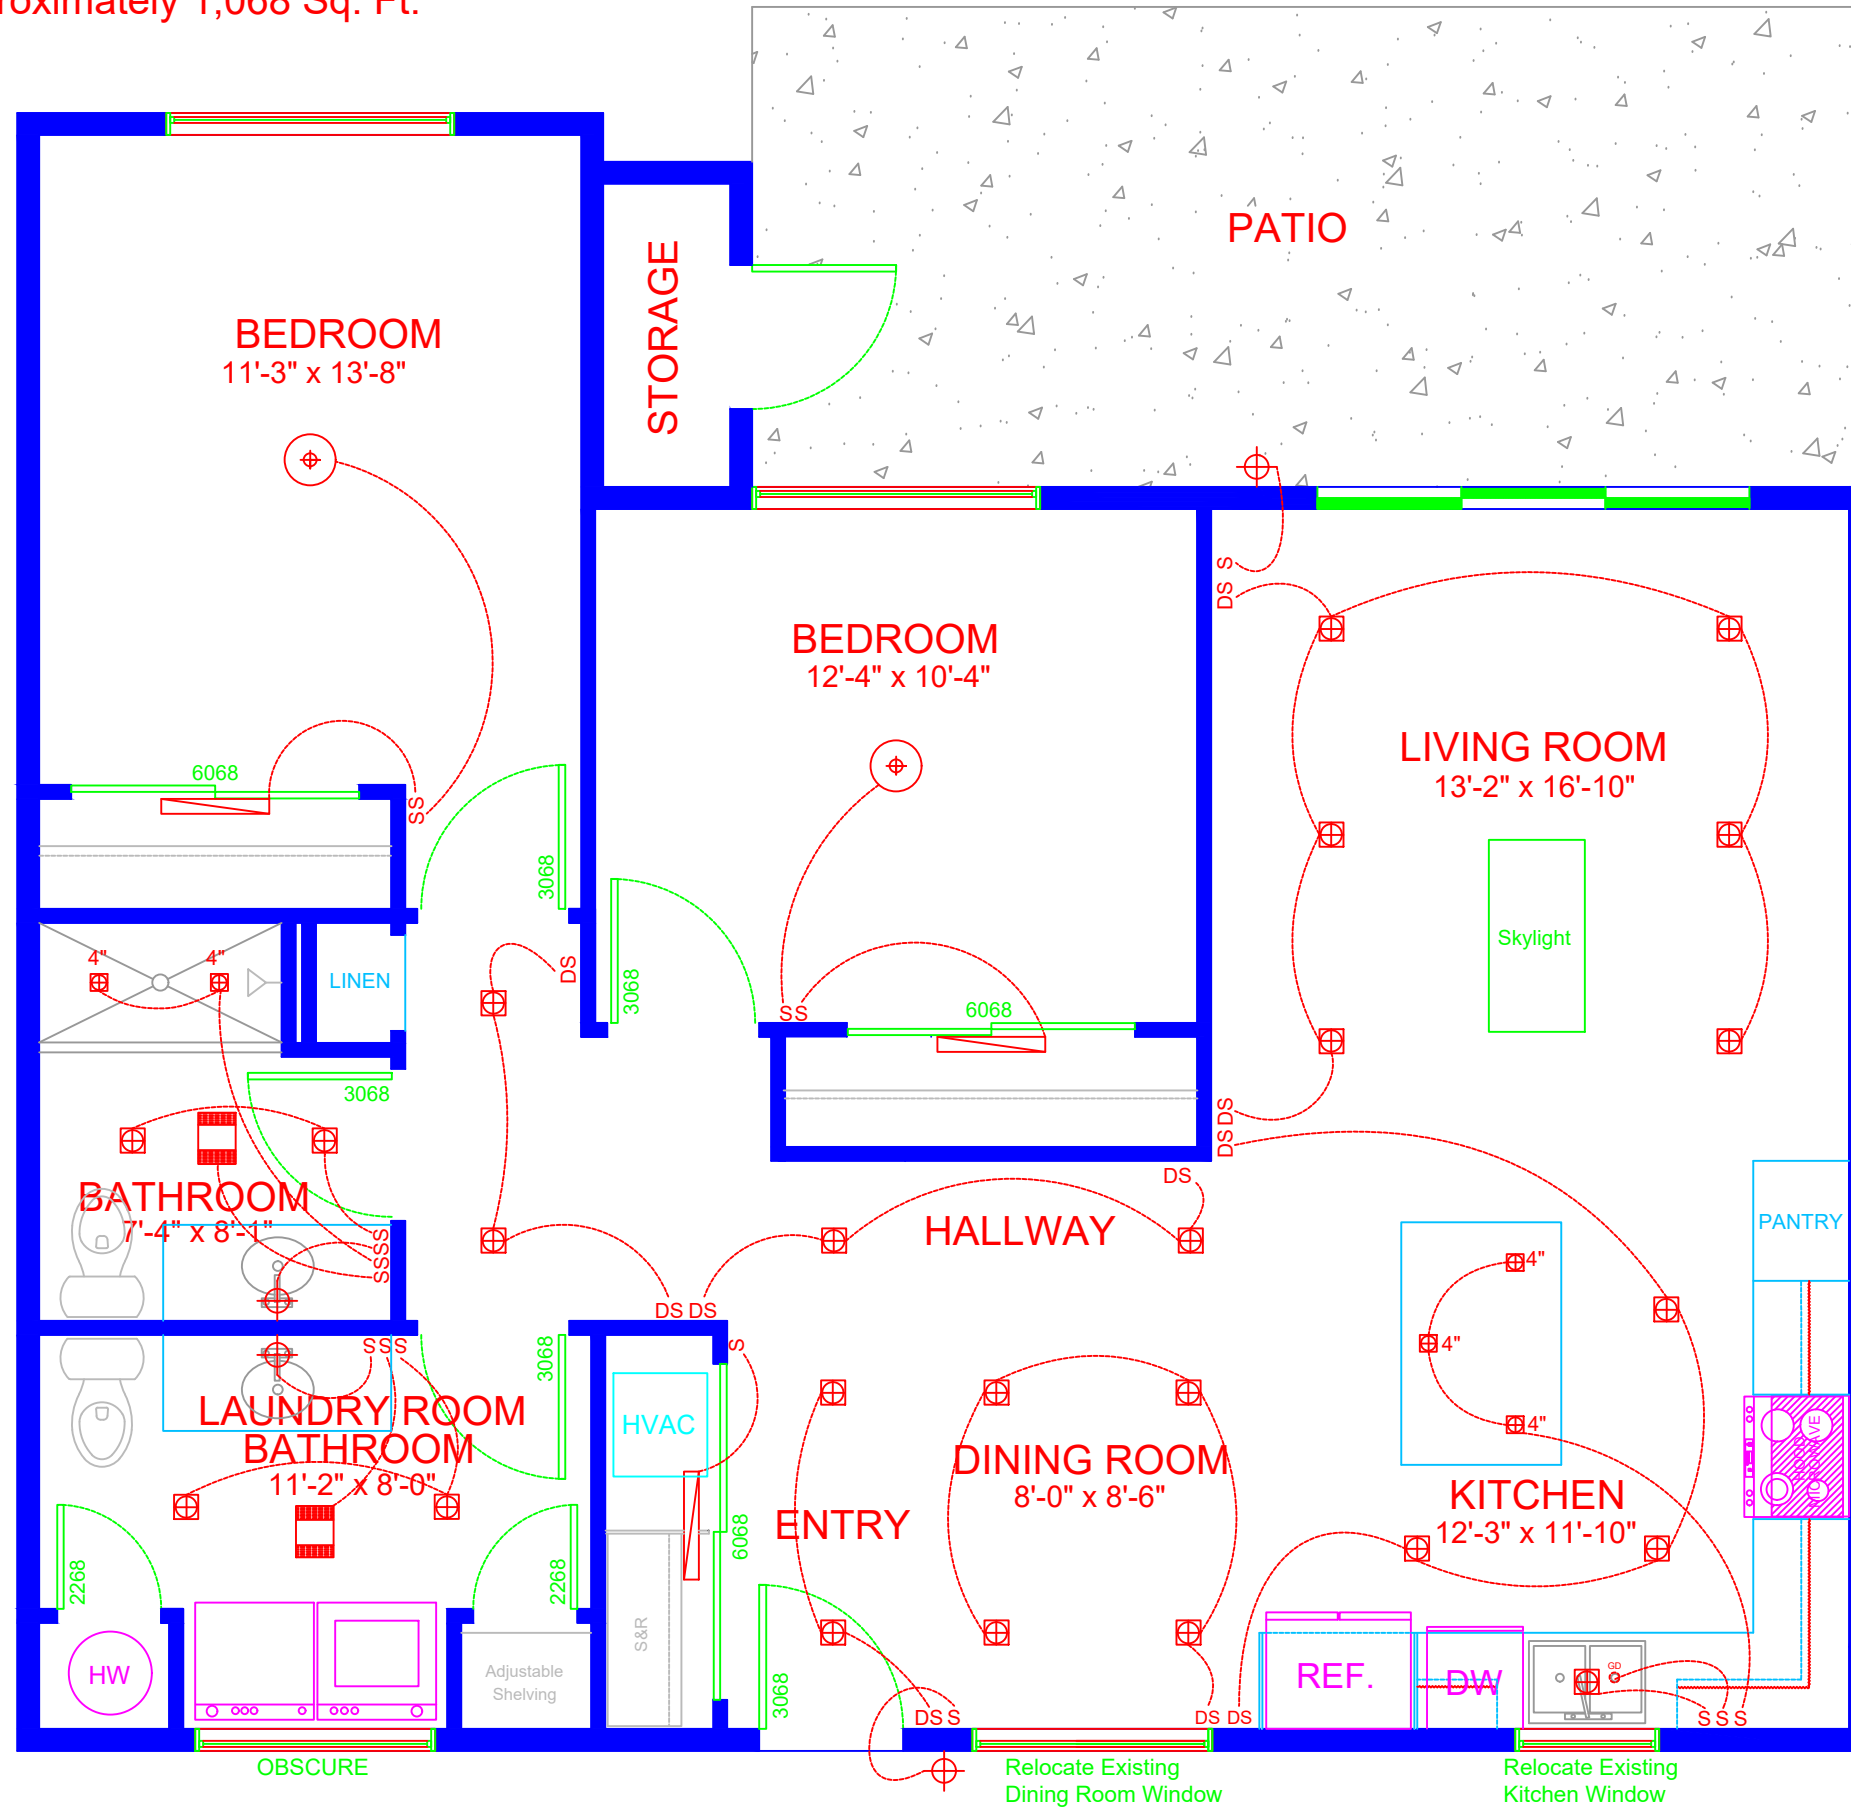 1,068 Sq. Ft.
PATIO
STORAGE
BEDROOM
11'-3" x 13'-8"
S
DS
BEDROOM
12'-4" x 10'-4"
LIVING ROOM
13'-2" x 16'-10"
6068
SS
3068
Skylight
4"
4"
LINEN
DS
3068
SS
6068
3068
DS
DS
DS
BATHROOM
7'-4" x 8'-1"
HALLWAY
PANTRY
SSSS
4"
DS DS
4"
S S S
3068
S
LAUNDRY ROOM
BATHROOM
11'-2" x 8'-0"
HVAC
4"
HOOD
MICROWAVE
DINING ROOM
8'-0" x 8'-6"
KITCHEN
12'-3" x 11'-10"
ENTRY
6068
2268
2268
S&R
HW
Adjustable
Shelving
3068
REF.
DW
GD
DS S
DS DS
S S S
OBSCURE
Relocate Existing
Dining Room Window
Relocate Existing
Kitchen Window